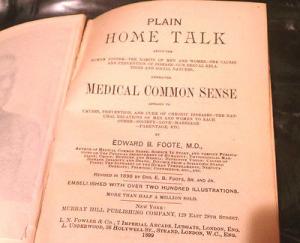 PLAIN
HOME TALK
ABOUT THE
HUMAN SYSTEM—THE HABITS OF MEN AND WOMEN—THE CAUSES
AND PREVENTION OF DISEASE—OUR SEXUAL RELA-
TIONS AND SOCIAL NATURES.
EMBRACING
MEDICAL COMMON SENSE
APPLIED TO
CAUSES, PREVENTION, AND CURE OF CHRONIC DISEASES—THE NAT-
URAL RELATIONS OF MEN AND WOMEN TO EACH
OTHER—SOCIETY—LOVE—MARRIAGE
—PARENTAGE, ETC.
BY
EDWARD B. FOOTE, M.D.,
REVISED IN 1896 BY DRS. E. B. FOOTE, SR. AND JR.
EMBELLISHED WITH OVER TWO HUNDRED ILLUSTRATIONS.
MORE THAN HALF A MILLION SOLD.
NEW YORK:
MURRAY HILL PUBLISHING COMPANY, 129 EAST 28TH STREET.
L. N. FOWLER & CO., 7 IMPERIAL ARCADE, LUDGATE, LONDON, ENG.
L. UNDERWOOD, HOLYWELL ST., STRAND, LONDON, W.C., ENG.
1899